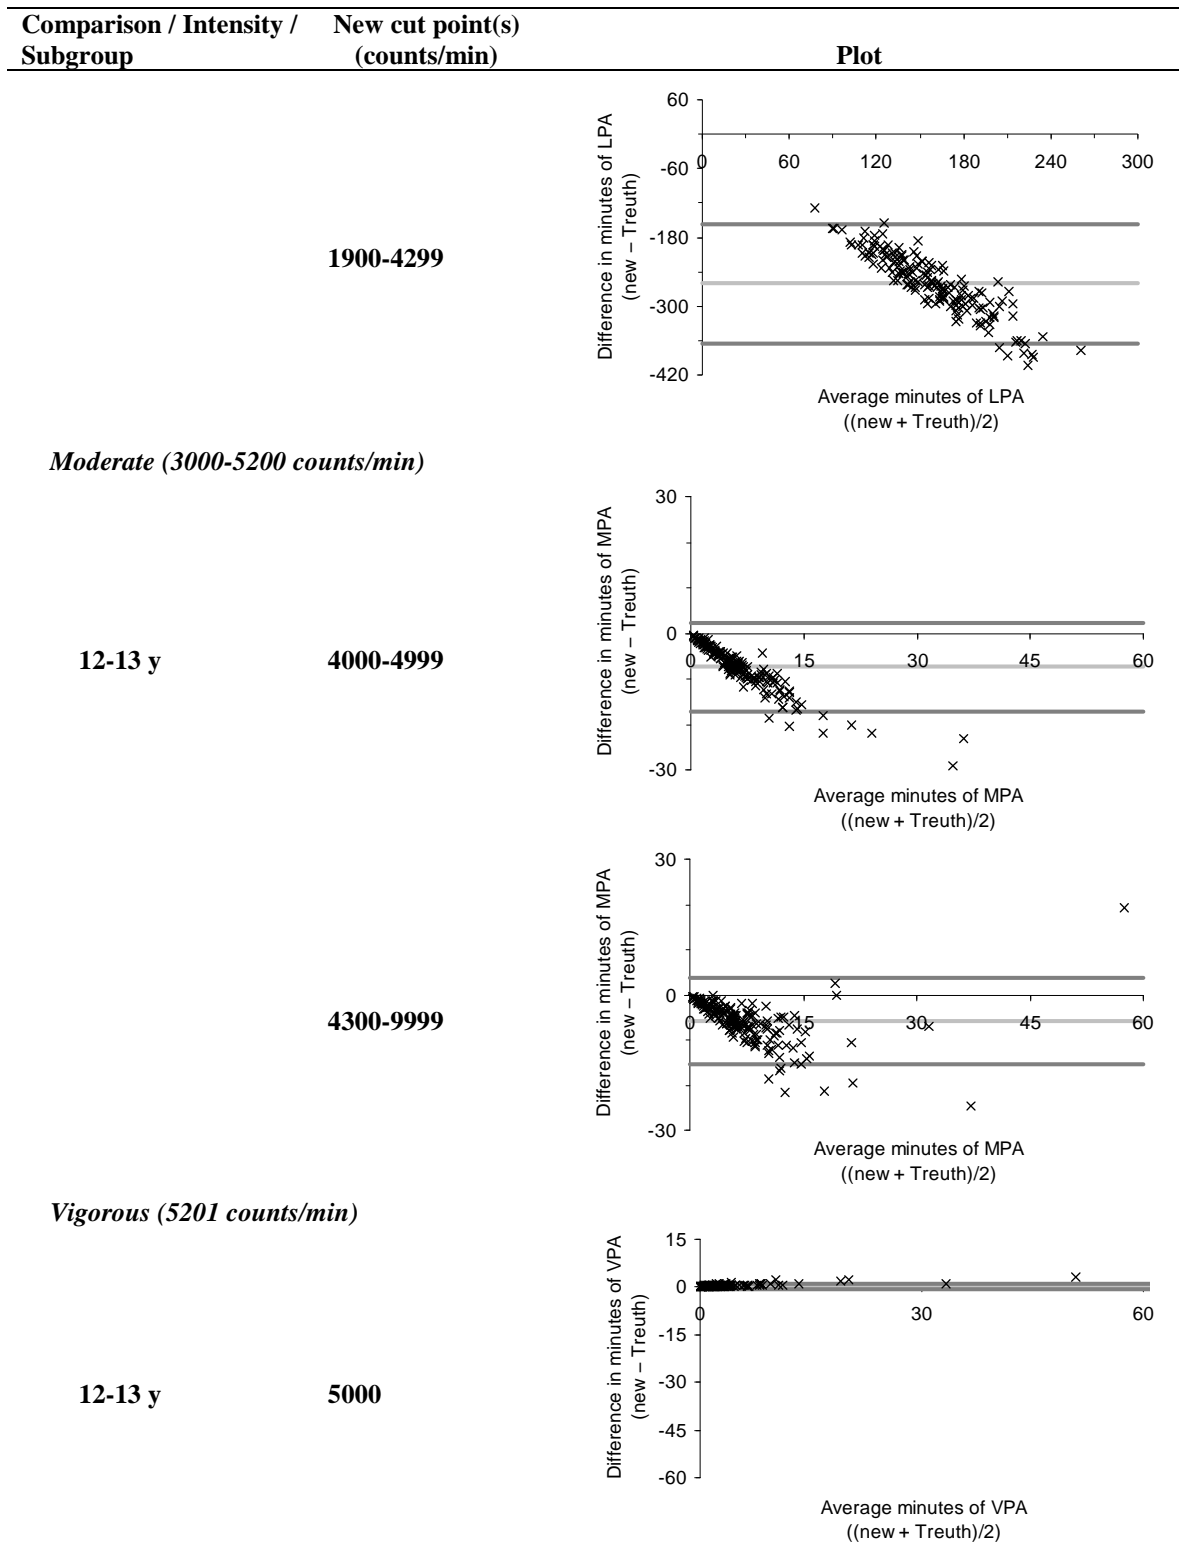 Comparison / Intensity / New cut point(s)
Subgroup (counts/min) Plot
60
0 60 120 180 240 300
-60
-180
-300
-420
Difference in minutes of LPA
(new – Treuth)
1900-4299
Average minutes of LPA
((new + Treuth)/2)
Moderate (3000-5200 counts/min)
30
0
0 15 30 45 60
-30
Difference in minutes of MPA
(new – Treuth)
12-13 y 4000-4999
Average minutes of MPA
((new + Treuth)/2)
30
0
0 15 30 45 60
-30
Difference in minutes of MPA
(new – Treuth)
4300-9999
Average minutes of MPA
((new + Treuth)/2)
Vigorous (5201 counts/min)
15
0
0 30 60
-15
-30
-45
-60
Difference in minutes of VPA
(new – Treuth)
12-13 y 5000
Average minutes of VPA
((new + Treuth)/2)